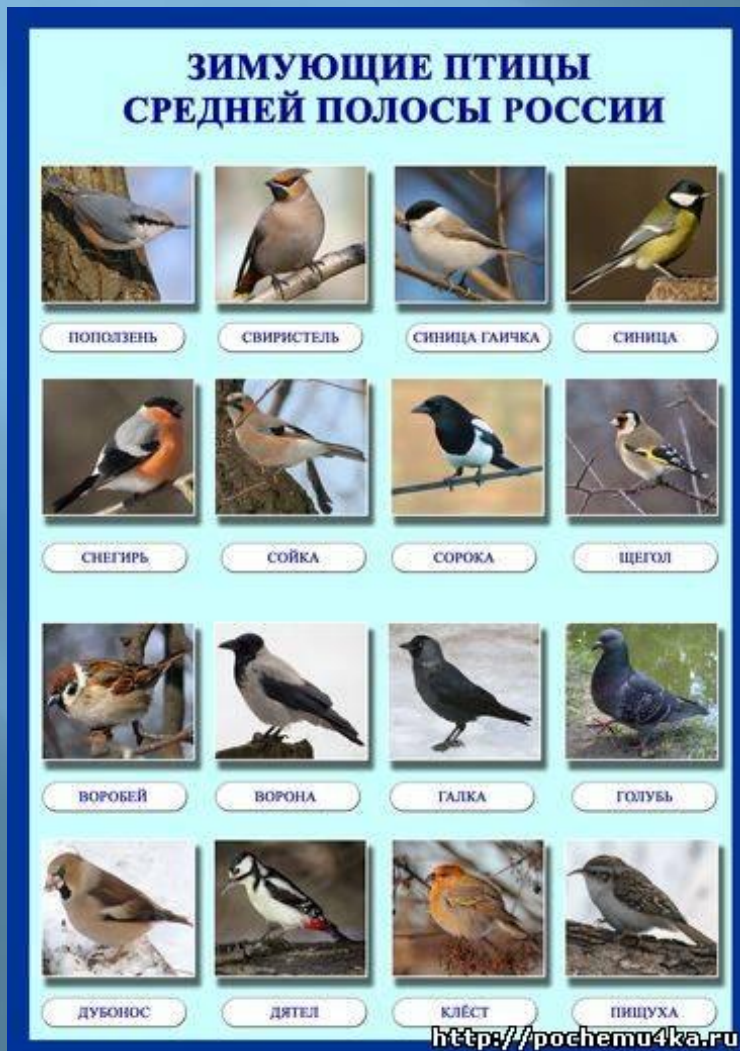 ЗИМУЮЩИЕ ПТИЦЫ
СРЕДНЕЙ ПОЛОСЫ РОССИИ
ПОПОЛЗЕНЬ СВИРИСТЕЛЬ СИНИЦА ГАИЧКА СИНИЦА
СНЕГИРЬ СОЙКА СОРОКА ЩЕГОЛ
ВОРОБЕЙ ВОРОНА ГАЛКА ГОЛУБЬ
ДУБОНОС ДЯТЕЛ КЛЁСТ ПИЩУХА
http://pochemu4ka.ru